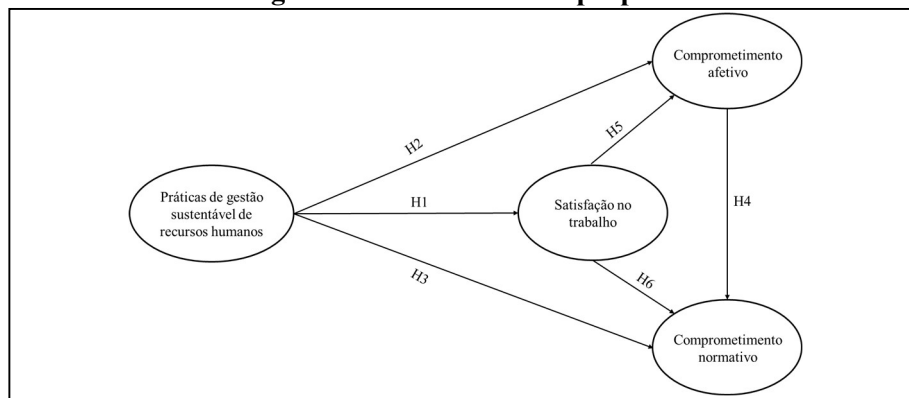 Comprometimento
afetivo
H2
H5
Práticas de gestão
sustentável de
recursos humanos
H1
Satisfação no
trabalho
H4
H3
H6
Comprometimento
normativo